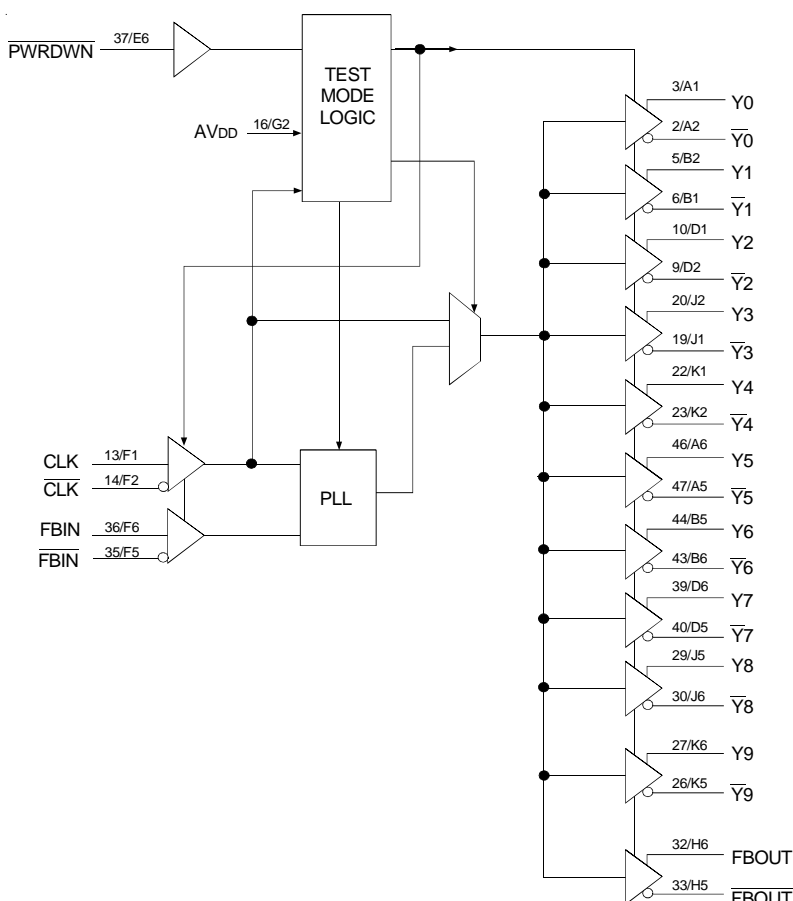 PWRDWN 37/E6
TEST
MODE
LOGIC
AVDD 16/G2
3/A1 Y0
2/A2 Y0
5/B2 Y1
6/B1 Y1
10/D1 Y2
9/D2 Y2
20/J2 Y3
19/J1 Y3
22/K1 Y4
23/K2 Y4
CLK 13/F1
CLK 14/F2
PLL
FBIN 36/F6
FBIN 35/F5
46/A6 Y5
47/A5 Y5
44/B5 Y6
43/B6 Y6
39/D6 Y7
40/D5 Y7
29/J5 Y8
30/J6 Y8
27/K6 Y9
26/K5 Y9
32/H6 FBOUT
33/H5 FBOUT